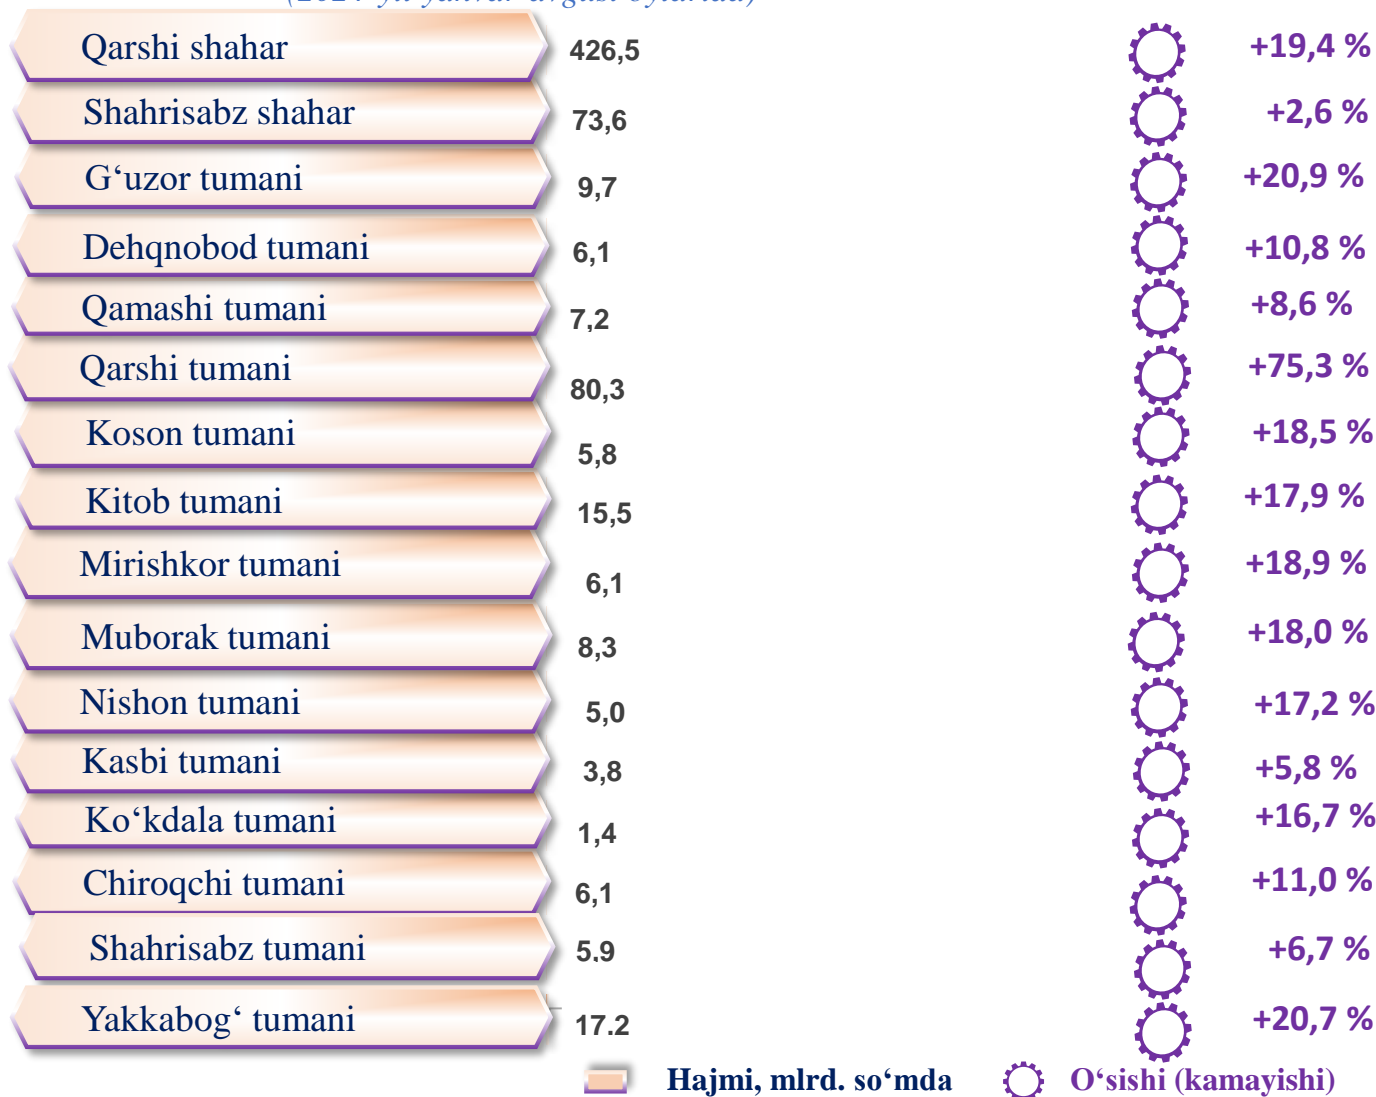 Qarshi shahar 426,5 +19,4 %
Shahrisabz shahar 73,6 +2,6 %
G‘uzor tumani 9,7 +20,9 %
Dehqnobod tumani 6,1 +10,8 %
Qamashi tumani 7,2 +8,6 %
Qarshi tumani 80,3 +75,3 %
Koson tumani 5,8 +18,5 %
Kitob tumani 15,5 +17,9 %
Mirishkor tumani 6,1 +18,9 %
Muborak tumani 8,3 +18,0 %
Nishon tumani 5,0 +17,2 %
Kasbi tumani 3,8 +5,8 %
Ko‘kdala tumani 1,4 +16,7 %
Chiroqchi tumani 6,1 +11,0 %
Shahrisabz tumani 5.9 +6,7 %
Yakkabog‘ tumani 17.2 +20,7 %
Hajmi, mlrd. so‘mda O‘sishi (kamayishi)